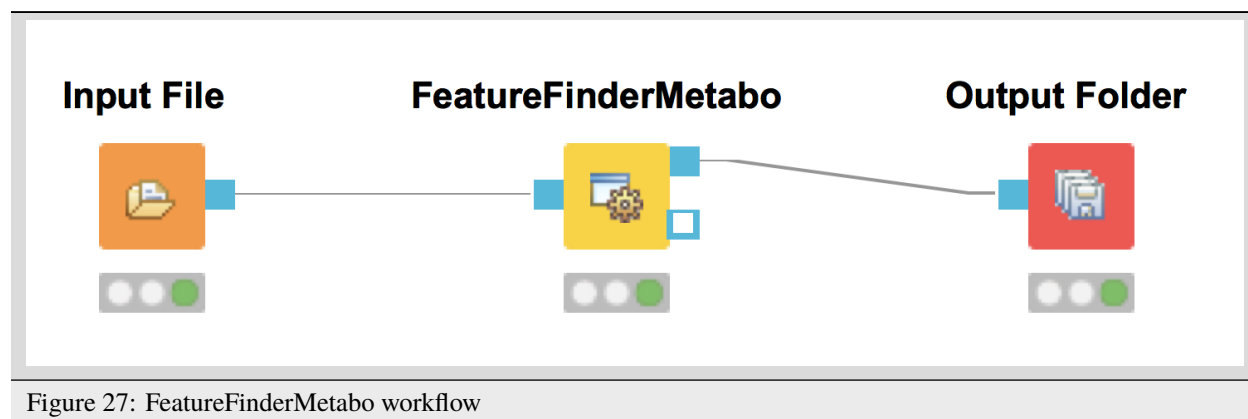 Input File
FeatureFinderMetabo
Output Folder
Figure 27: FeatureFinderMetabo workflow